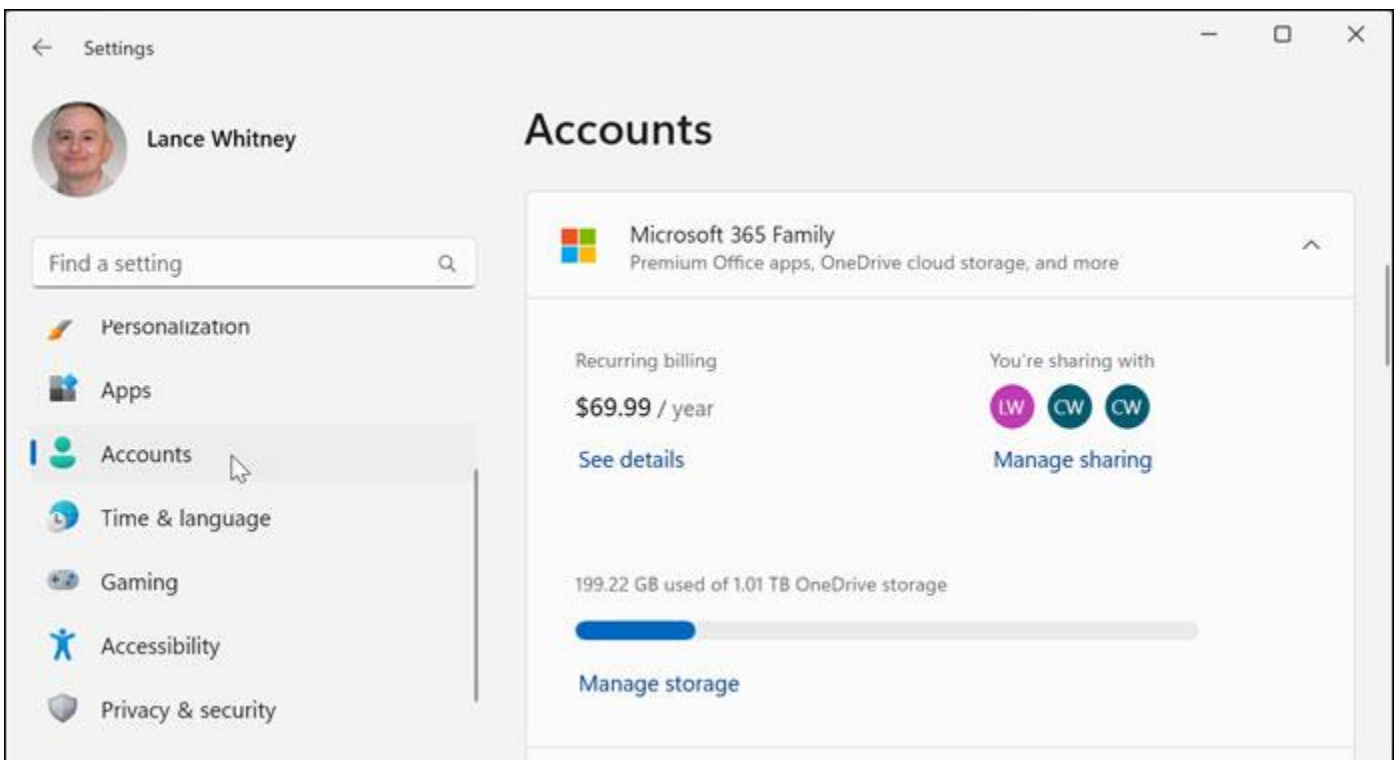 Settings
Lance Whitney
Find a setting
Personalization
Apps
Accounts
Time & language
Gaming
Accessibility
Privacy & security
Accounts
Microsoft 365 Family
Premium Office apps, OneDrive cloud storage, and more
Recurring billing
$69.99 / year
See details
You're sharing with
LW CW CW
Manage sharing
199.22 GB used of 1.01 TB OneDrive storage
Manage storage